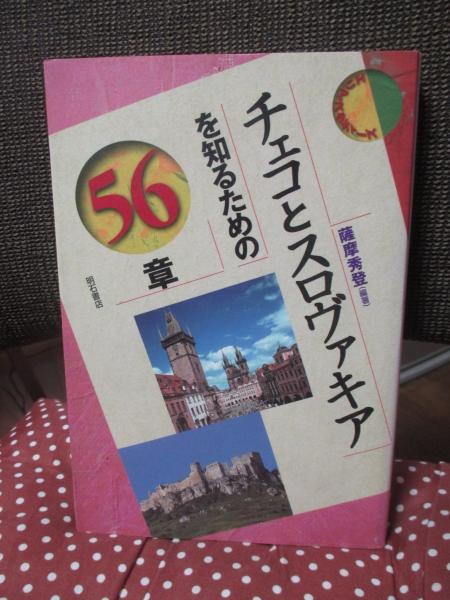 チェコとスロヴァキア
を知るための
56
章
薩摩秀登
[編著]
明石書店